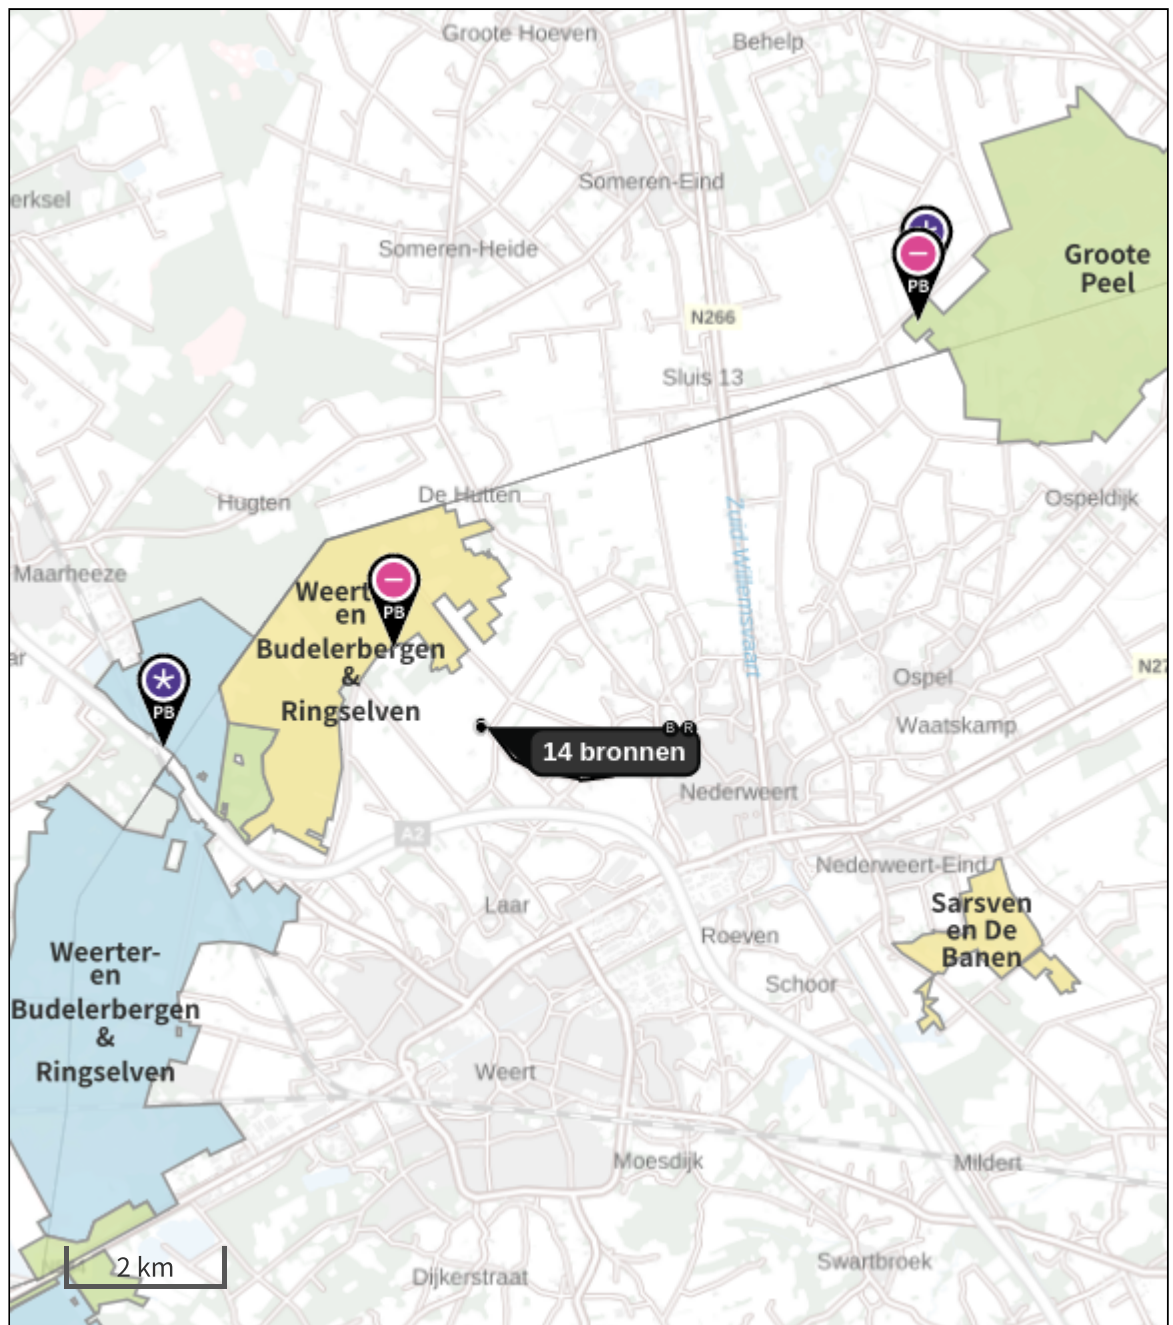 Groote Hoeven
Behelp
erksel
Someren-Eind
Someren-Heide
Groote
Peel
PB
N266
Sluis 13
De Hutten
Hugten
Ospeldijk
Zuid Willemsvaart
Maarheeze
Weert
PB
en
Budelerbergen
&
Ringselven
ar
PB
N27
Ospel
Waatskamp
B R
14 bronnen
Nederweert
A2
Nederweert-Eind
Laar
Sarsven
en De
Banen
Roeven
Schoor
Weerter-
en
Budelerbergen
&
Ringselven
Weert
Moesdijk
Mildert
2 km
Dijkerstraat
Swartbroek